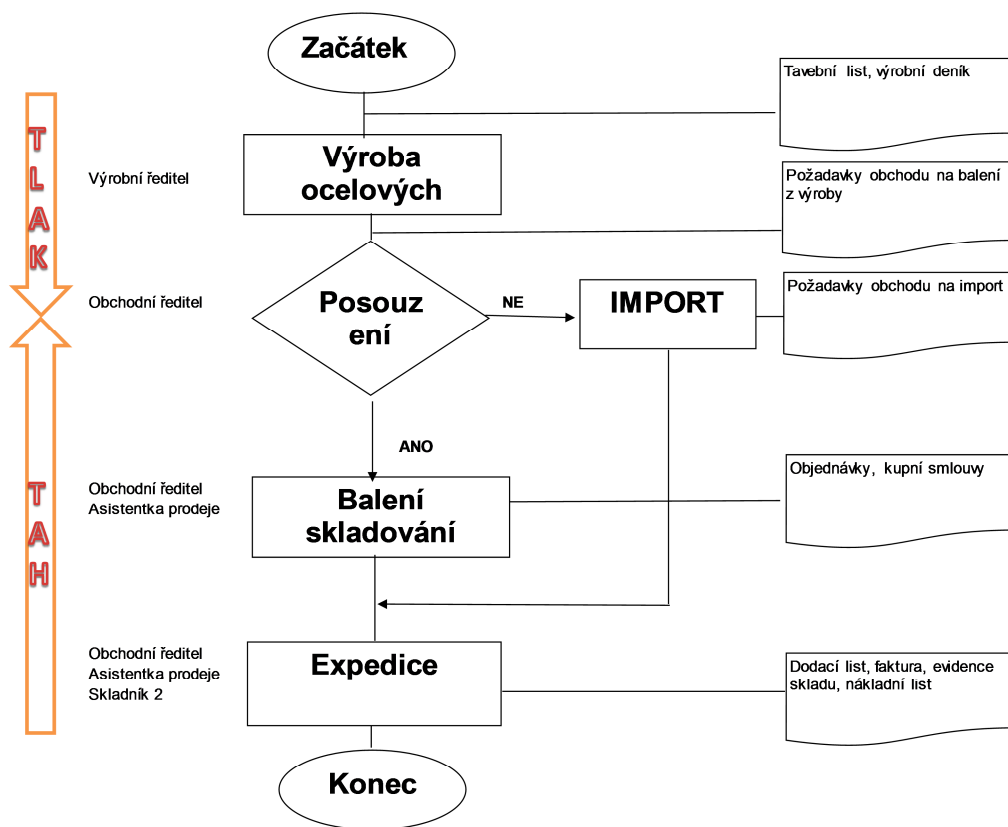 Začátek
Tavební list, výrobní deník
TLAK
Výroba
ocelových
Výrobní ředitel
Požadavky obchodu na balení
z výroby
Obchodní ředitel
Posouz
ení
NE
IMPORT
Požadavky obchodu na import
ANO
TAH
Obchodní ředitel
Asistentka prodeje
Balení
skladování
Objednávky, kupní smlouvy
Obchodní ředitel
Asistentka prodeje
Skladník 2
Expedice
Dodací list, faktura, evidence
skladu, nákladní list
Konec